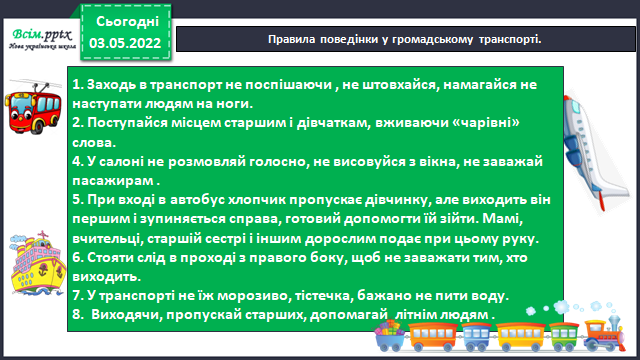 Всім.pptx
Нова українська школа
Сьогодні
03.05.2022
Правила поведінки у громадському транспорті.
1. Заходь в транспорт не поспішаючи , не штовхайся, намагайся не
наступати людям на ноги.
2. Поступайся місцем старшим і дівчаткам, вживаючи «чарівні»
слова.
4. У салоні не розмовляй голосно, не висовуйся з вікна, не заважай
пасажирам .
5. При вході в автобус хлопчик пропускає дівчинку, але виходить він
першим і зупиняється справа, готовий допомогти їй зійти. Мамі,
вчительці, старшій сестрі і іншим дорослим подає при цьому руку.
6. Стояти слід в проході з правого боку, щоб не заважати тим, хто
виходить.
7. У транспорті не їж морозиво, тістечка, бажано не пити воду.
8. Виходячи, пропускай старших, допомагай літнім людям .